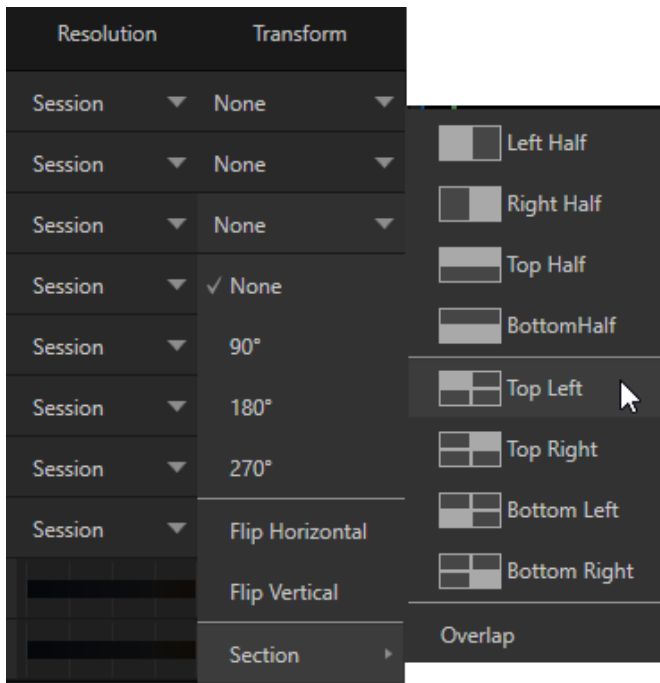 Resolution Transform
Session None
Session None
Session None
Session ✓ None
Session 90°
Session 180°
Session 270°
Session Flip Horizontal
Flip Vertical
Section
Left Half
Right Half
Top Half
BottomHalf
Top Left
Top Right
Bottom Left
Bottom Right
Overlap